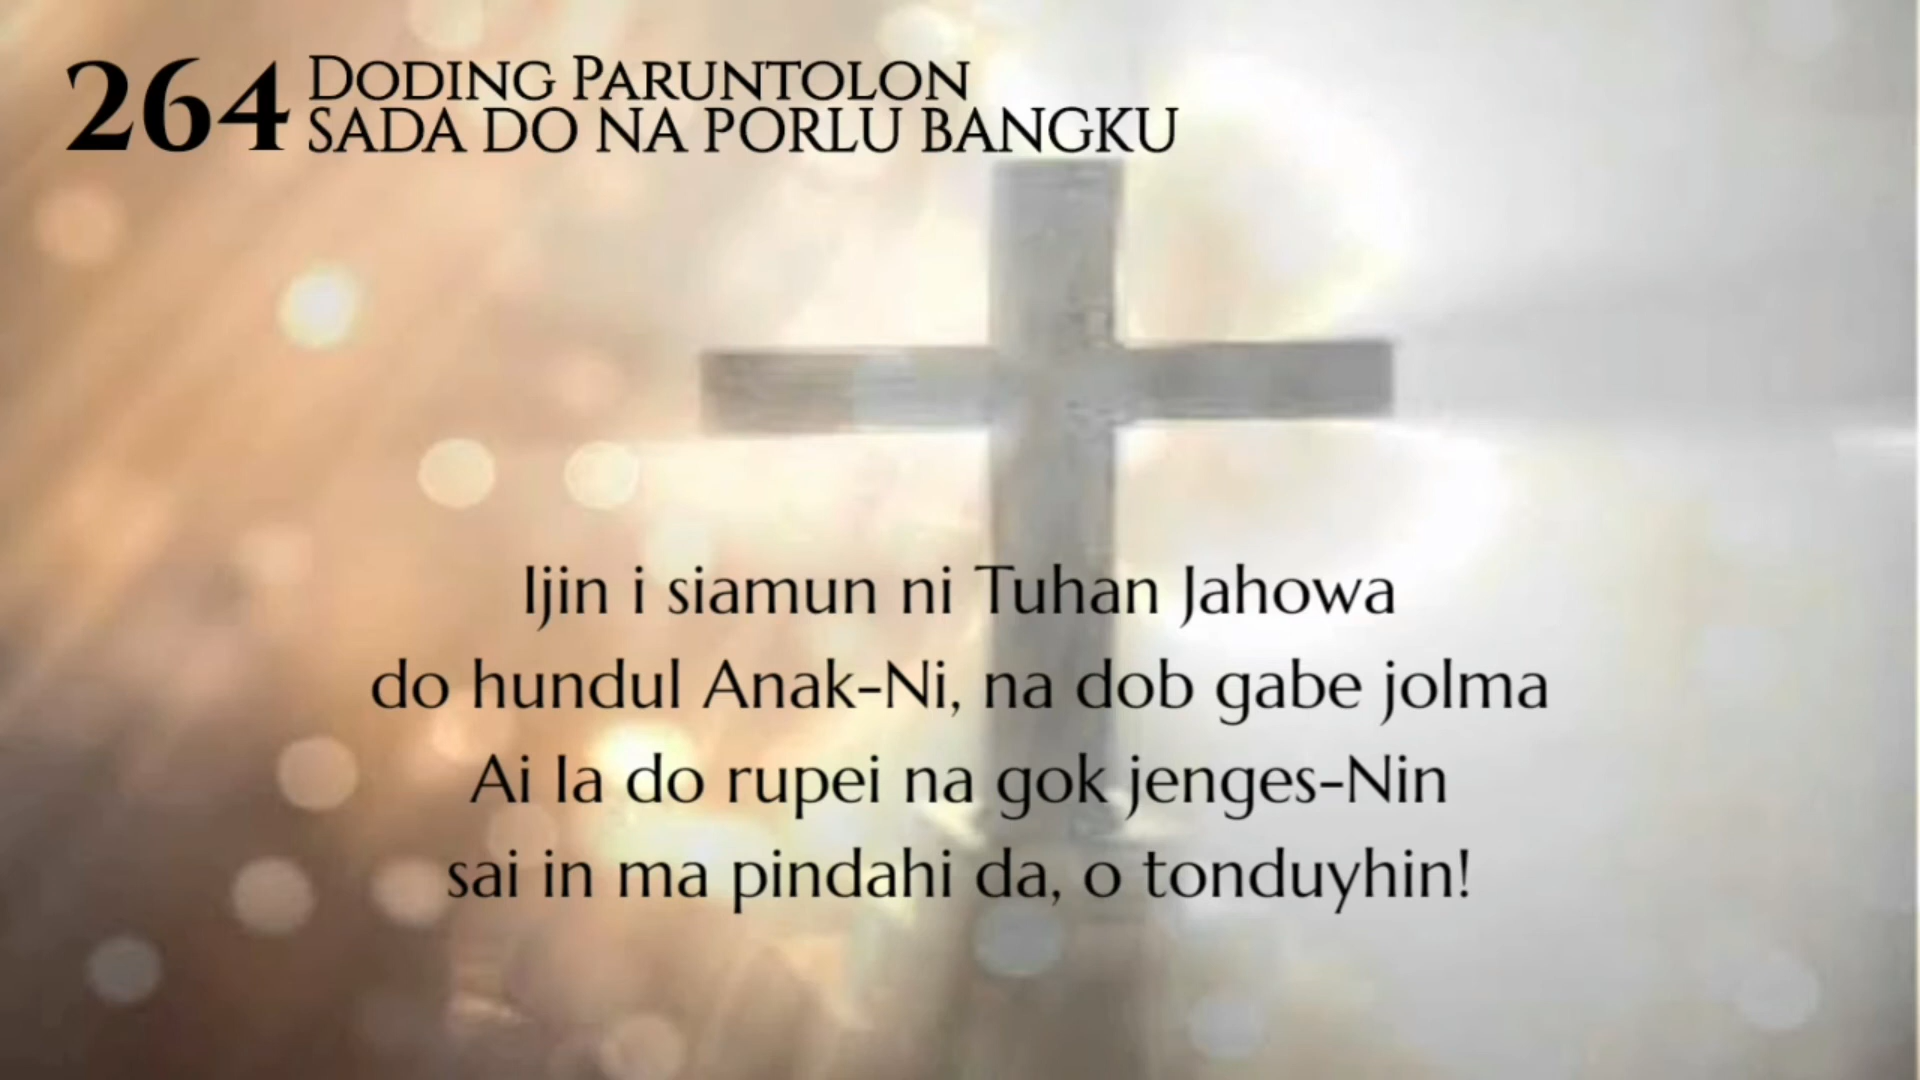 264 DODING PARUNTOLON
SADA DO NA PORLU BANGKU
Ijin i siamun ni Tuhan Jahowa
do hundul Anak-Ni, na dob gabe jolma
Ai Ia do rupei na gok jenges-Nin
sai in ma pindahi da, o tonduyhin!